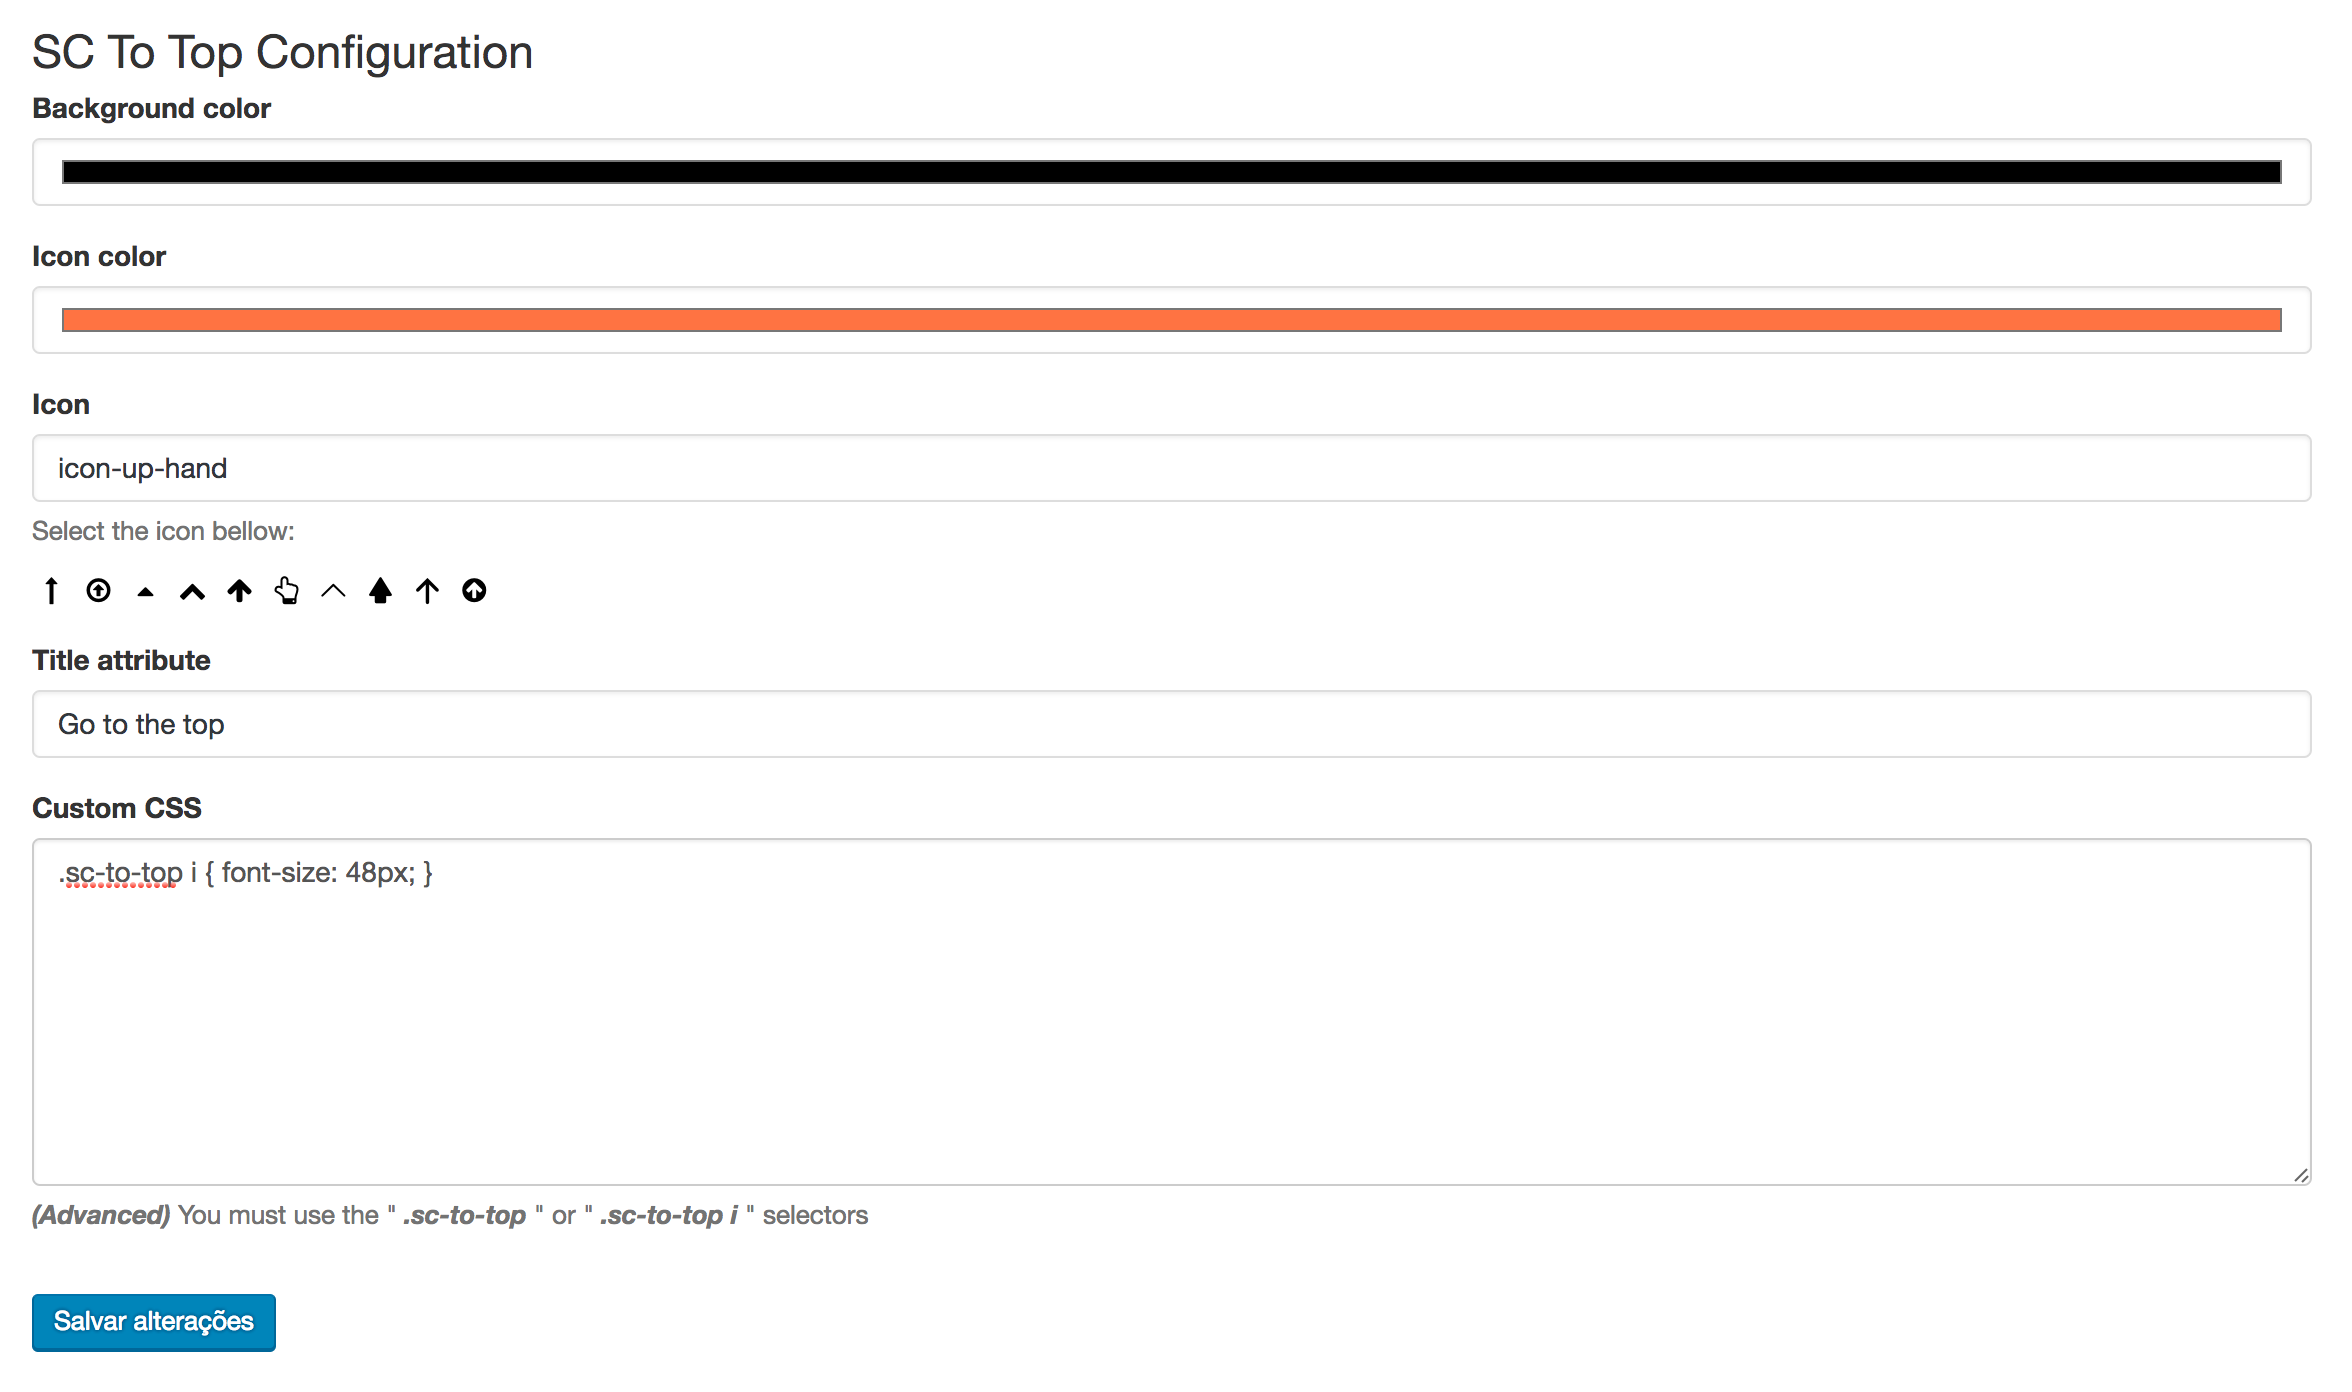 SC To Top Configuration
Background color
Icon color
Icon
icon-up-hand
Select the icon bellow:
Title attribute
Go to the top
Custom CSS
.sc-to-top i { font-size: 48px; }
(Advanced) You must use the " .sc-to-top " or " .sc-to-top i " selectors
Salvar alterações